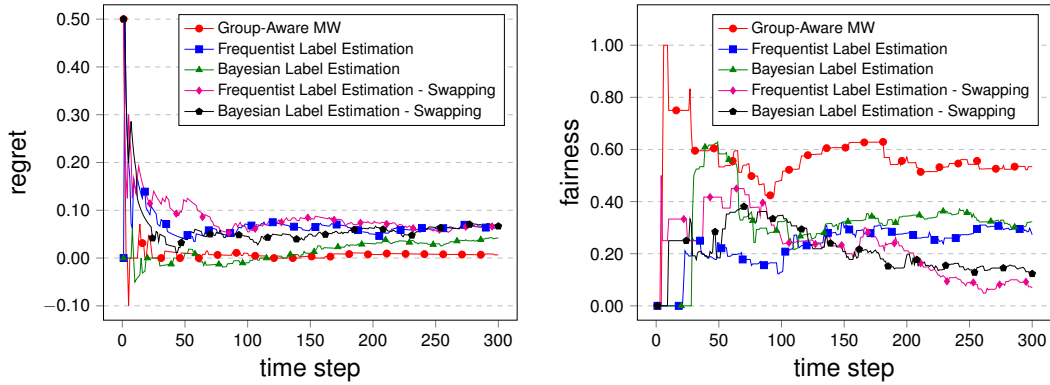 0.50
0.40
0.30
0.20
0.10
0.00
−0.10
regret
0 50 100 150 200 250 300
time step
Group-Aware MW
Frequentist Label Estimation
Bayesian Label Estimation
Frequentist Label Estimation - Swapping
Bayesian Label Estimation - Swapping
1.00
0.80
0.60
0.40
0.20
0.00
fairness
0 50 100 150 200 250 300
time step
Group-Aware MW
Frequentist Label Estimation
Bayesian Label Estimation
Frequentist Label Estimation - Swapping
Bayesian Label Estimation - Swapping